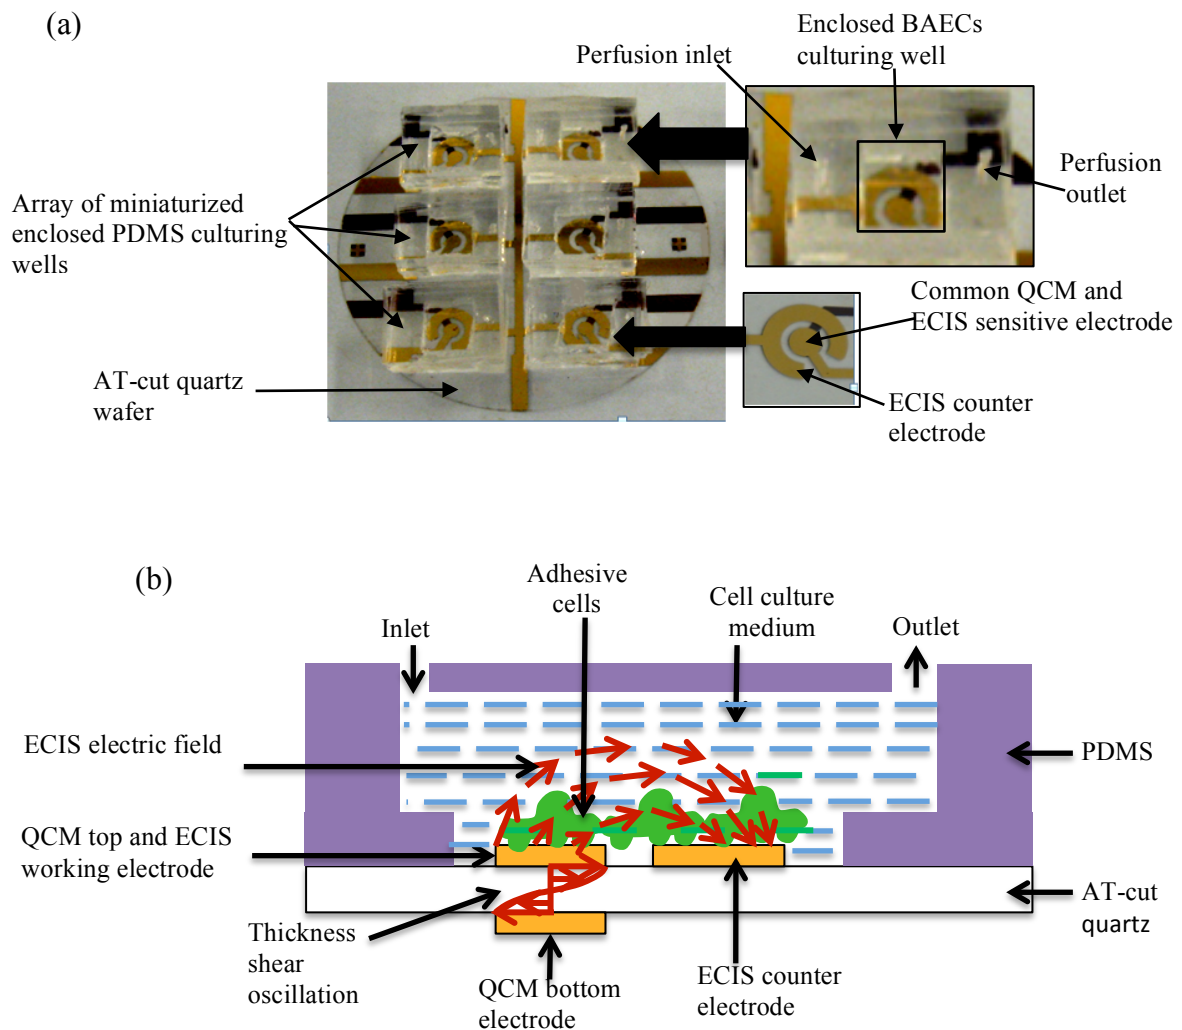 (a)
Enclosed BAECs
culturing well
Perfusion inlet
Perfusion
outlet
Array of miniaturized
enclosed PDMS culturing
wells
Common QCM and
ECIS sensitive electrode
AT-cut quartz
wafer
ECIS counter
electrode
(b)
Adhesive
cells
Cell culture
medium
Inlet
Outlet
ECIS electric field
PDMS
QCM top and ECIS
working electrode
AT-cut
quartz
Thickness
shear
oscillation
QCM bottom
electrode
ECIS counter
electrode